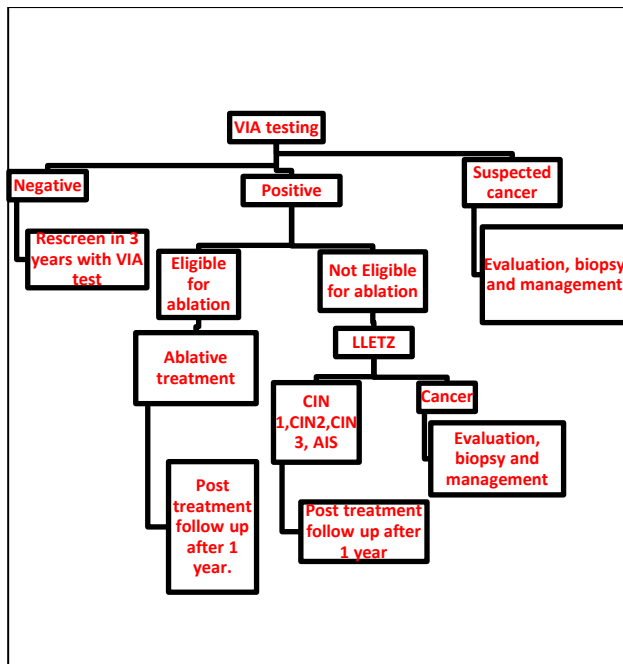 VIA testing
Negative
Positive
Suspected
cancer
Rescreen in 3
years with VIA
test
Eligible
for
ablation
Not Eligible
for ablation
Evaluation, biopsy
and management
Ablative
treatment
LLETZ
CIN
1,CIN2,CIN
3, AIS
Cancer
Evaluation,
biopsy and
management
Post
treatment
follow up
after 1
year.
Post treatment
follow up after
1 year